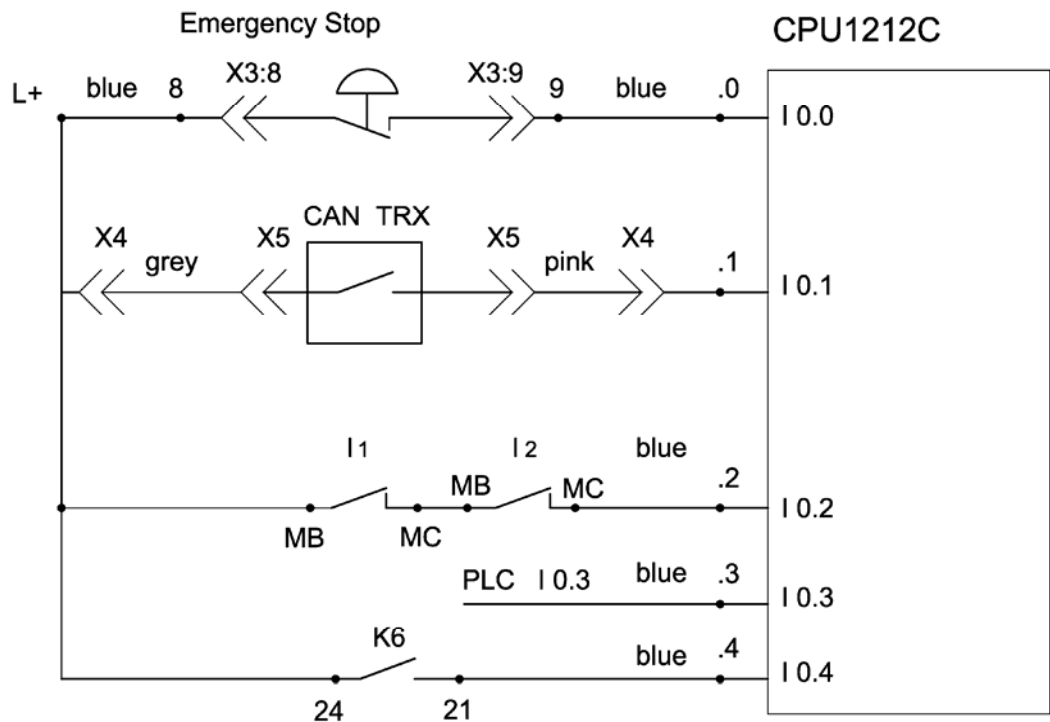 Emergency Stop
CPU1212C
L+ blue 8 X3:8 X3:9 9 blue .0 I 0.0
CAN TRX
X4 grey X5 X5 pink X4 .1 I 0.1
I1 I2 blue .2
MB MC MB MC I 0.2
PLC I 0.3 blue .3 I 0.3
K6 blue .4 I 0.4
24 21